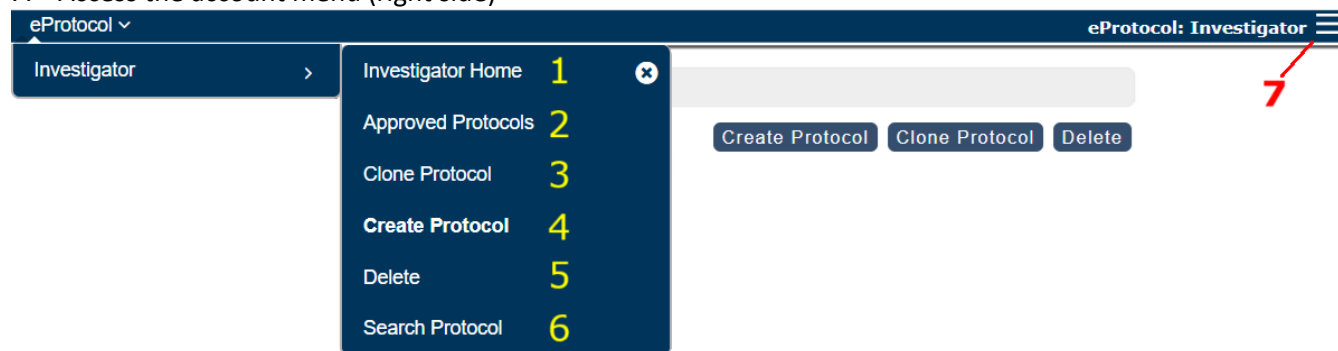 7. Access the account menu (right side)
eProtocol
eProtocol: Investigator
7
Investigator
Investigator Home 1
Approved Protocols 2
Clone Protocol 3
Create Protocol 4
Delete 5
Search Protocol 6
Create Protocol Clone Protocol Delete